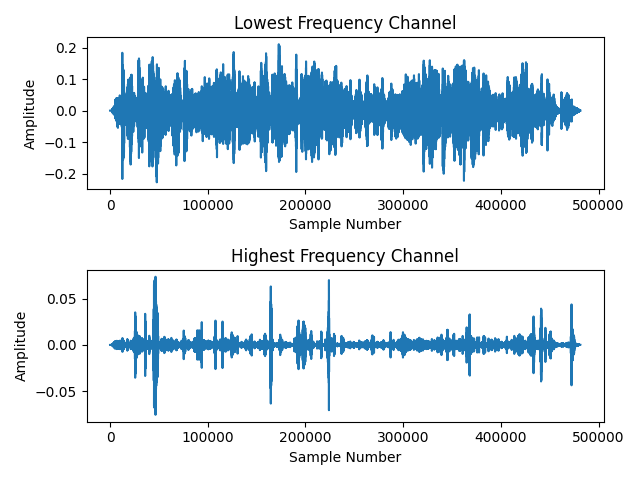 Lowest Frequency Channel
0.2
0.1
0.0
−0.1
−0.2
Amplitude
0 100000 200000 300000 400000 500000
Sample Number
Highest Frequency Channel
0.05
0.00
−0.05
Amplitude
0 100000 200000 300000 400000 500000
Sample Number